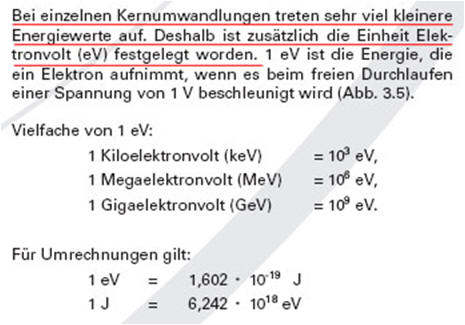 Bei einzelnen Kernumwandlungen treten sehr viel kleinere
Energiewerte auf. Deshalb ist zusätzlich die Einheit Elek-
tronvolt (eV) festgelegt worden. 1 eV ist die Energie, die
ein Elektron aufnimmt, wenn es beim freien Durchlaufen
einer Spannung von 1 V beschleunigt wird (Abb. 3.5).
Vielfache von 1 eV:
1 Kiloelektronvolt (keV) = 10³ eV,
1 Megaelektronvolt (MeV) = 10⁶ eV,
1 Gigaelektronvolt (GeV) = 10⁹ eV.
Für Umrechnungen gilt:
1 eV = 1,602 · 10⁻¹⁹ J
1 J = 6,242 · 10¹⁸ eV